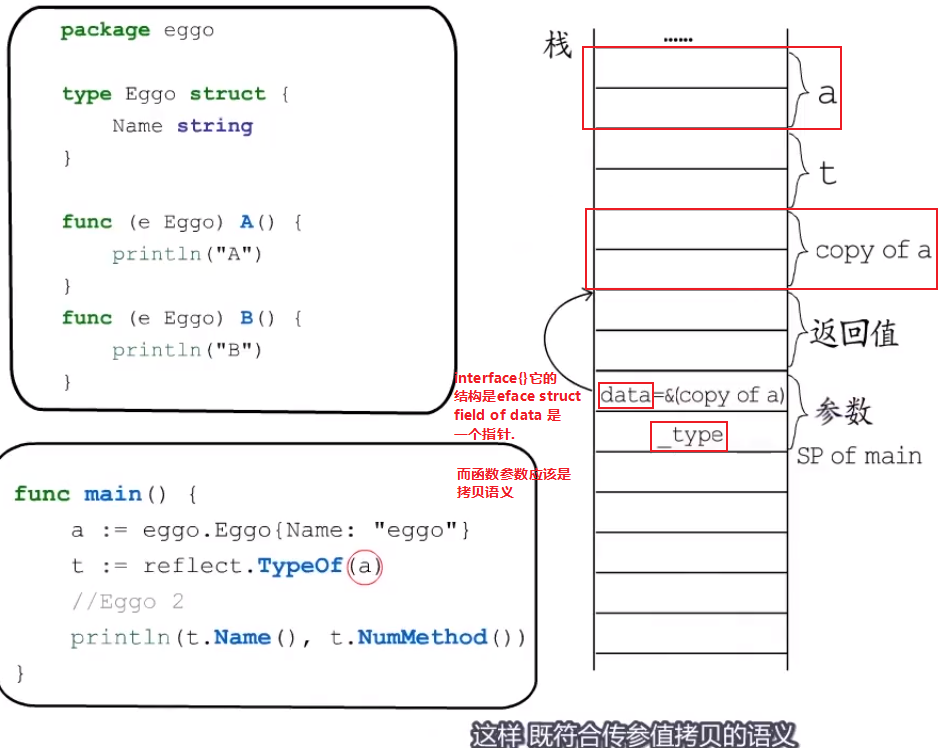 package eggo
type Eggo struct {
    Name string
}
func (e Eggo) A() {
    println("A")
}
func (e Eggo) B() {
    println("B")
}
func main() {
    a := eggo.Eggo{Name: "eggo"}
    t := reflect.TypeOf(a)
    //Eggo 2
    println(t.Name(), t.NumMethod())
}
interface{}它的
结构是eface struct
field of data 是
一个指针.
而函数参数应该是
拷贝语义
栈
......
a
t
copy of a
返回值
data=&(copy of a)
_type
参数
SP of main
这样 既符合传参值拷贝的语义